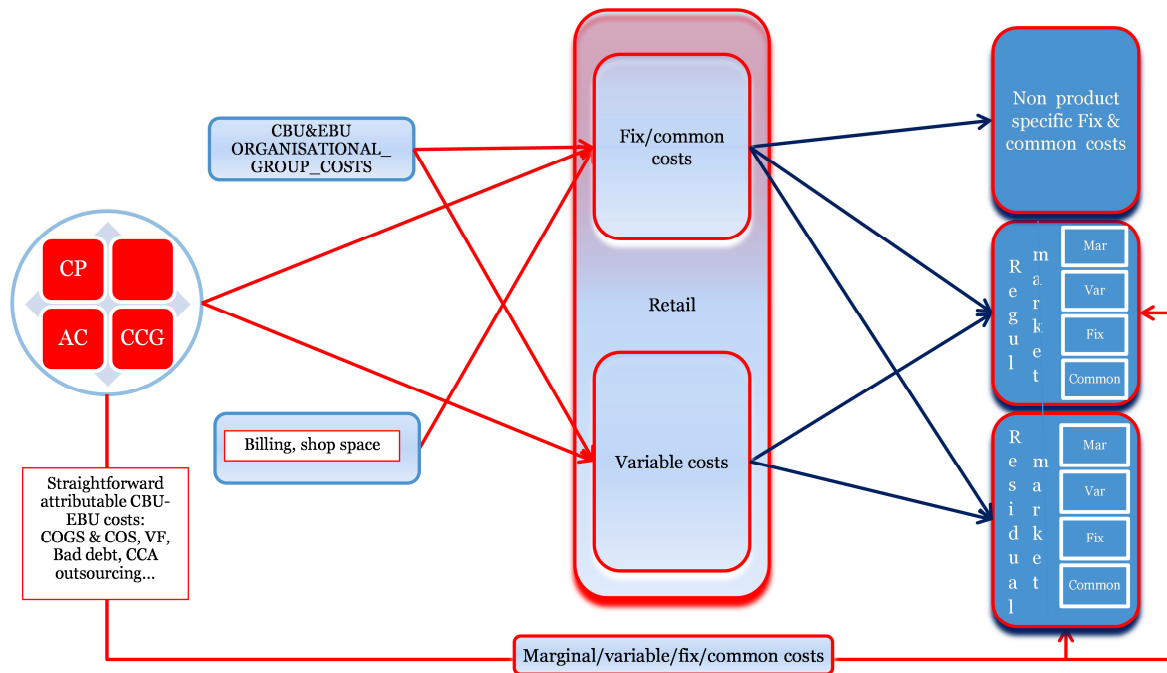 CBU&EBU
ORGANISATIONAL_
GROUP_COSTS
CP
AC
CCG
Billing, shop space
Straightforward
attributable CBU-
EBU costs:
COGS & COS, VF,
Bad debt, CCA
outsourcing...
Fix/common
costs
Retail
Variable costs
Marginal/variable/fix/common costs
Non product
specific Fix &
common costs
Regul
market
Mar
Var
Fix
Common
Residual
market
Mar
Var
Fix
Common